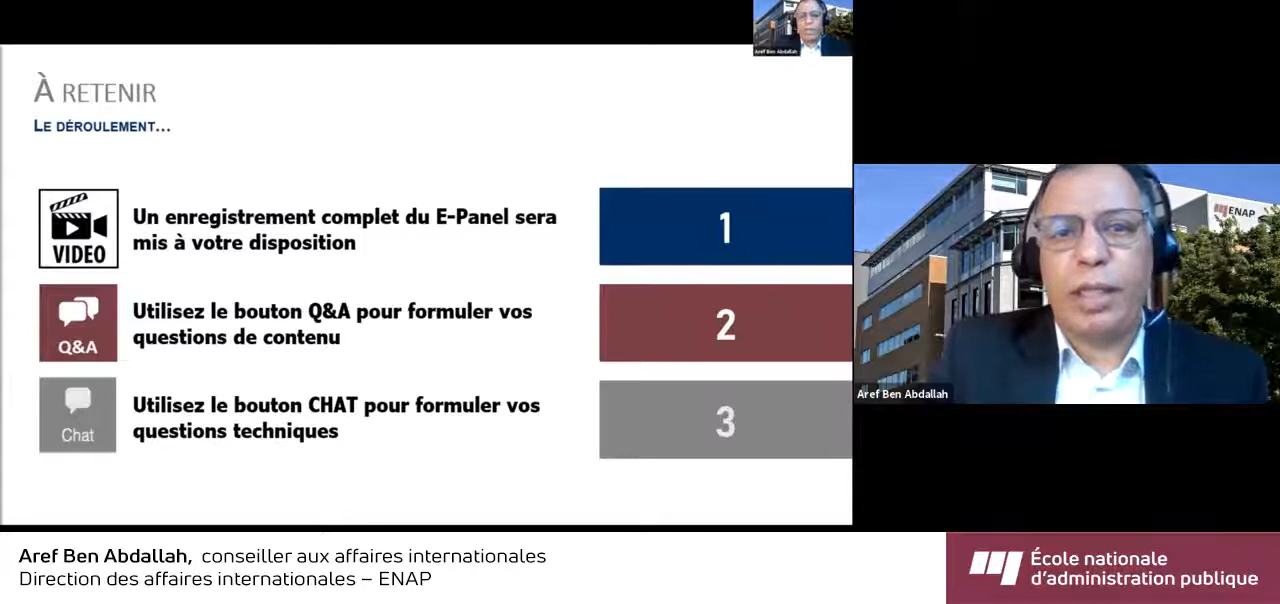 Aref Ben Abdallah
À RETENIR
LE DÉROULEMENT...
VIDEO
Un enregistrement complet du E-Panel sera
mis à votre disposition
1
Q&A
Utilisez le bouton Q&A pour formuler vos
questions de contenu
2
Chat
Utilisez le bouton CHAT pour formuler vos
questions techniques
3
ENAP
Aref Ben Abdallah
Aref Ben Abdallah, conseiller aux affaires internationales
Direction des affaires internationales – ENAP
École nationale
d'administration publique